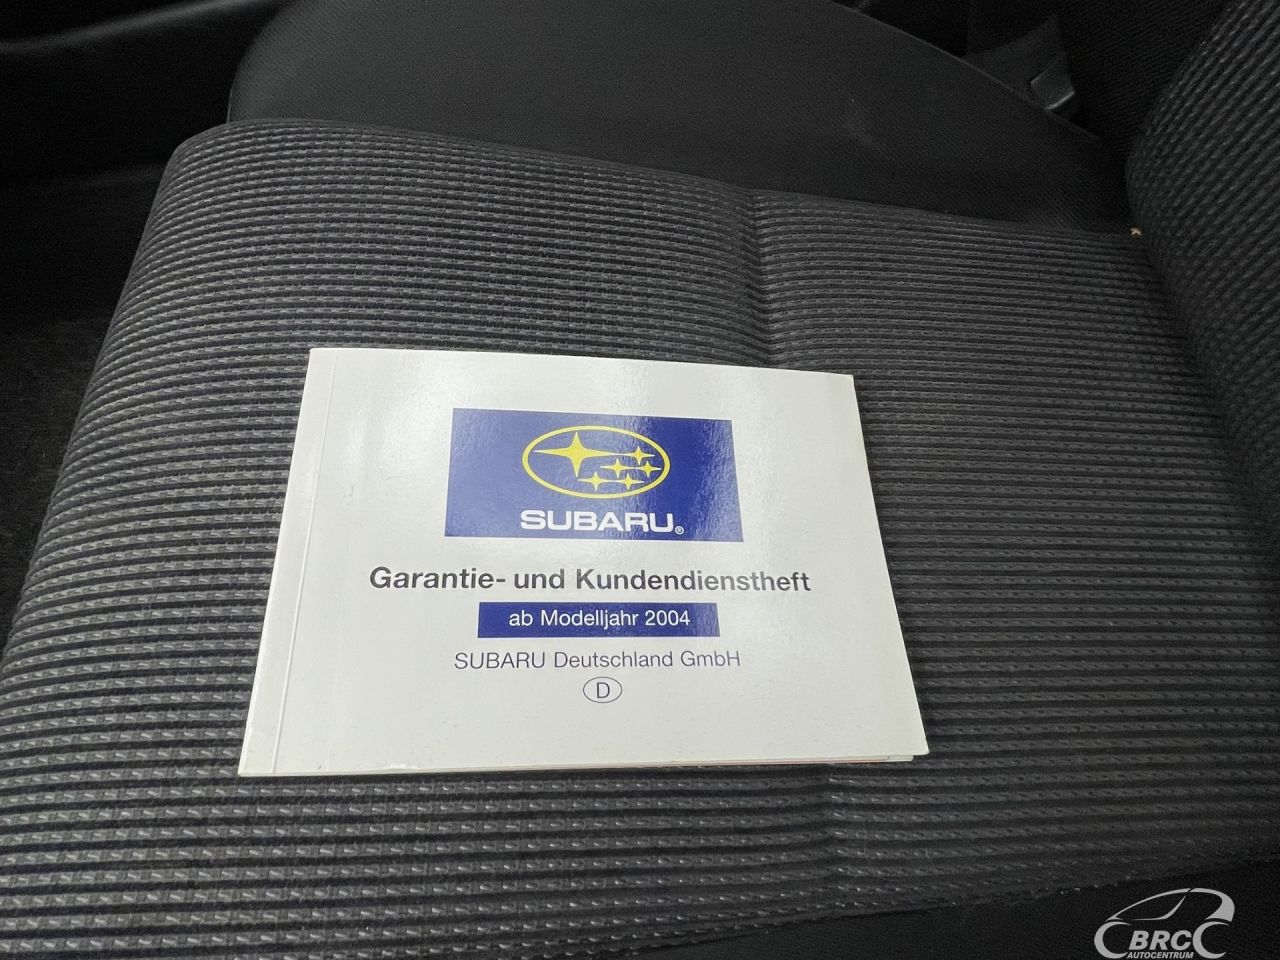 SUBARU®
Garantie- und Kundendienstheft
ab Modelljahr 2004
SUBARU Deutschland GmbH
D
BRC
AUTOCENTRUM